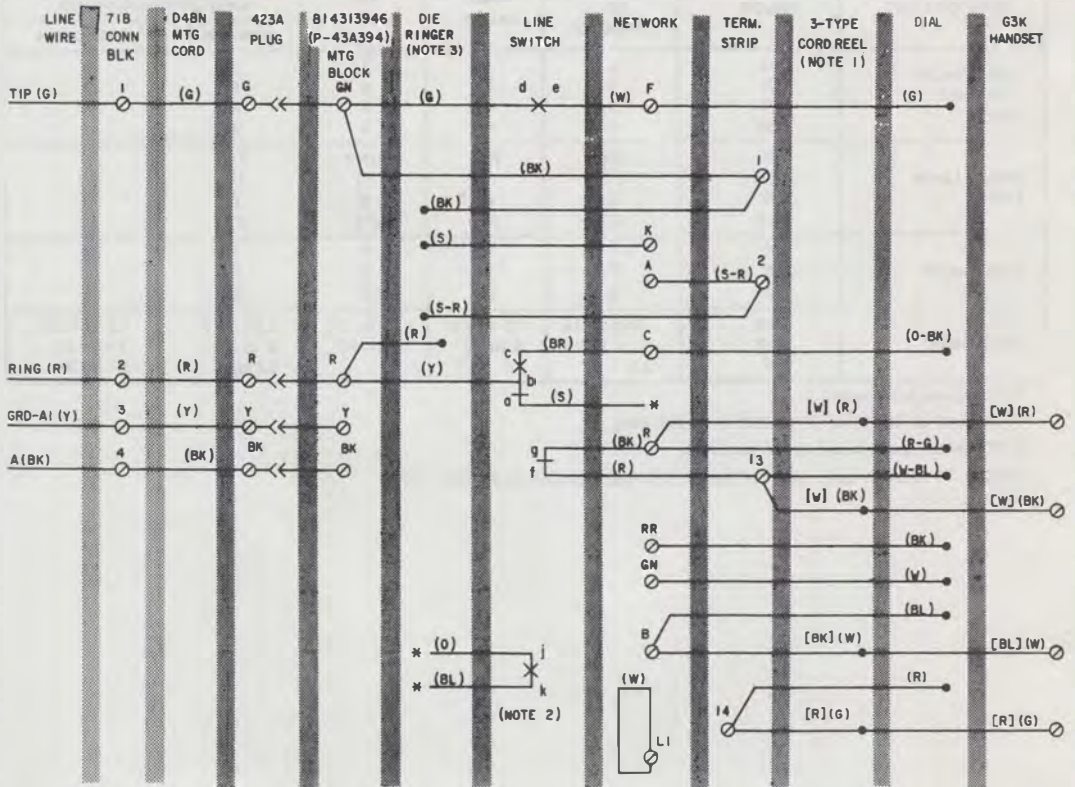 LINE WIRE
71B CONN BLK
D48N MTG CORD
423A PLUG
814313946 (P-43A394) MTG BLOCK
DIE RINGER (NOTE 3)
LINE SWITCH
NETWORK
TERM. STRIP
3-TYPE CORD REEL (NOTE 1)
DIAL
G3K HANDSET
TIP (G) 1 (G) G GN (G) d e (W) F (G)
(BK) 1
(BK)
(S) K
A (S-R) 2
(S-R)
(R)
c (BR) C (O-BK)
RING (R) 2 (R) R R (Y) b
a (S) *
GRD-A1 (Y) 3 (Y) Y Y
[W] (R) [W] (R)
g (BK) R (R-G)
A (BK) 4 (BK) BK BK
f (R) 13 (W-BL)
[W] (BK) [W] (BK)
RR (BK)
GN (W)
(BL)
B [BK] (W) [BL] (W)
* (O) j
* (BL) k
(NOTE 2)
(W)
L1
(R)
14 [R] (G) [R] (G)